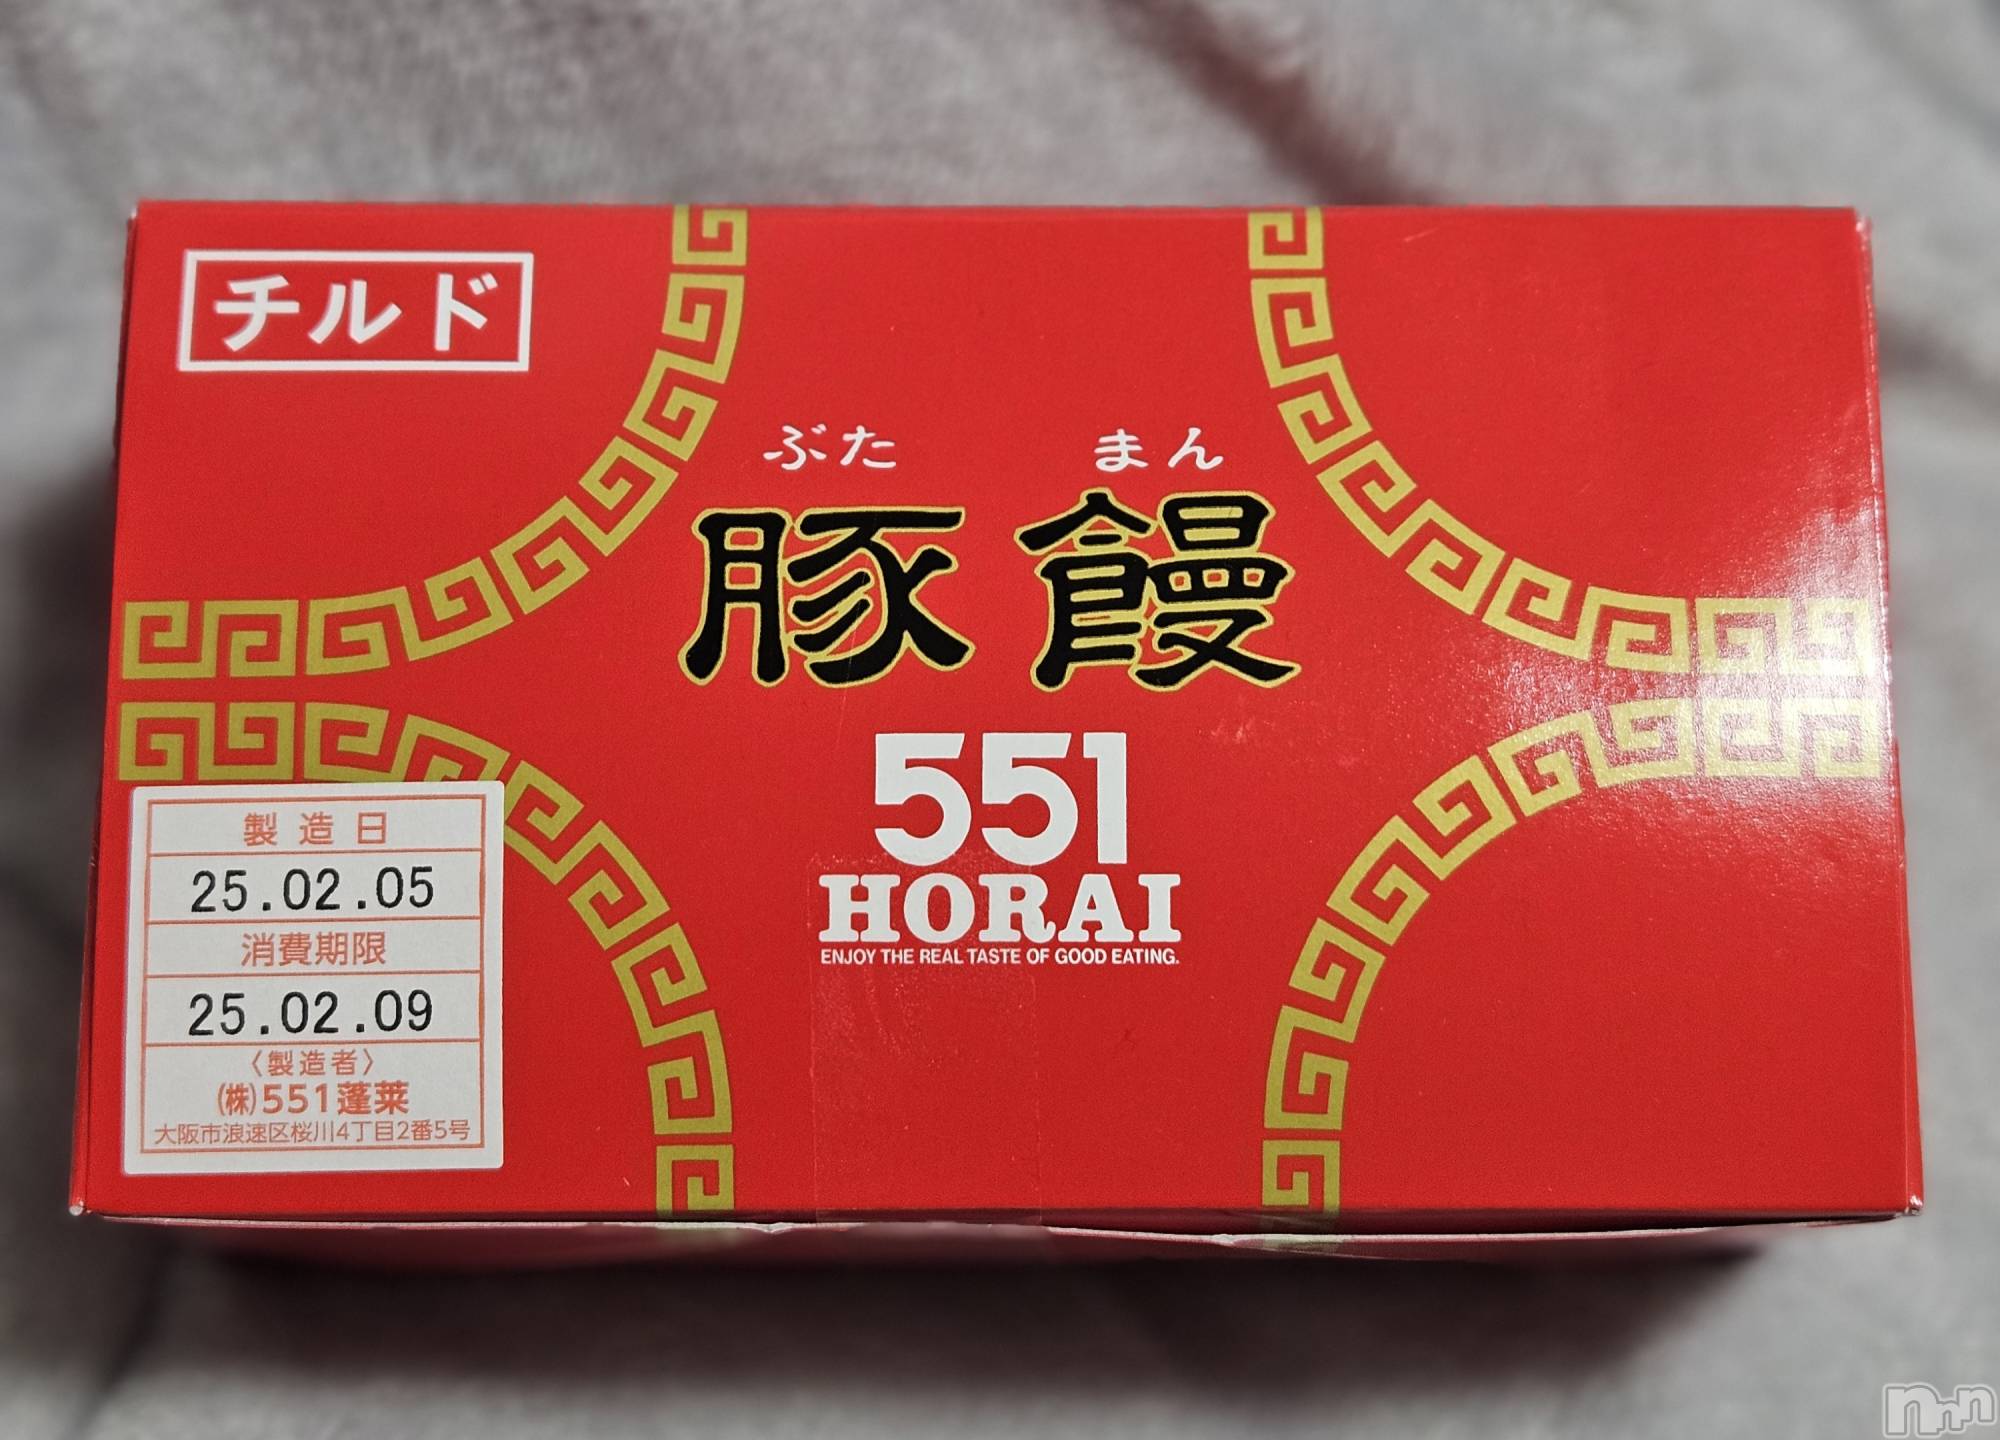 チルド
ぶた まん
豚饅
551
HORAI
ENJOY THE REAL TASTE OF GOOD EATING.
製造日
25.02.05
消費期限
25.02.09
〈製造者〉
㈱551蓬莱
大阪市浪速区桜川4丁目2番5号
nnn